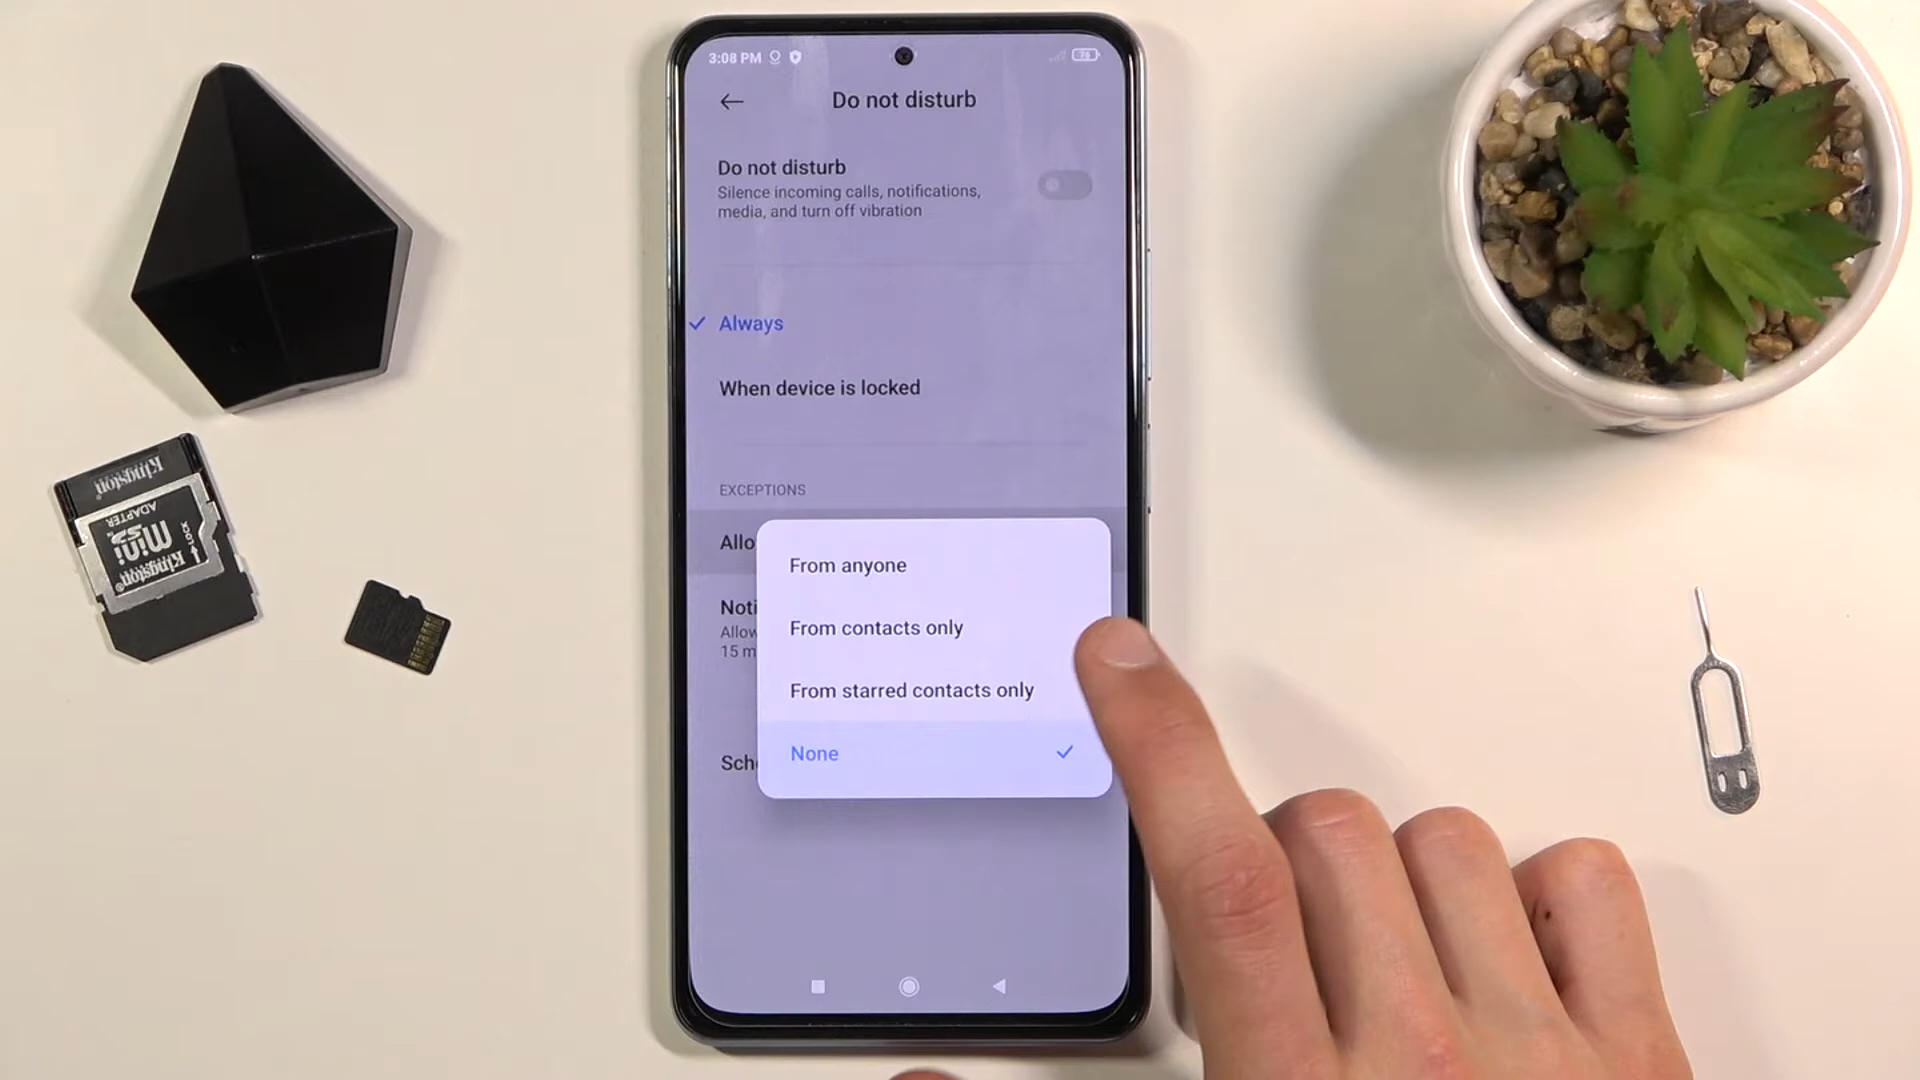 3:08 PM
76
Do not disturb
Do not disturb
Silence incoming calls, notifications,
media, and turn off vibration
Always
When device is locked
EXCEPTIONS
Allo
From anyone
Noti
From contacts only
Allow
15 m
From starred contacts only
None
Sch
Kingston
ADAPTER
mini
LOCK
Kingston